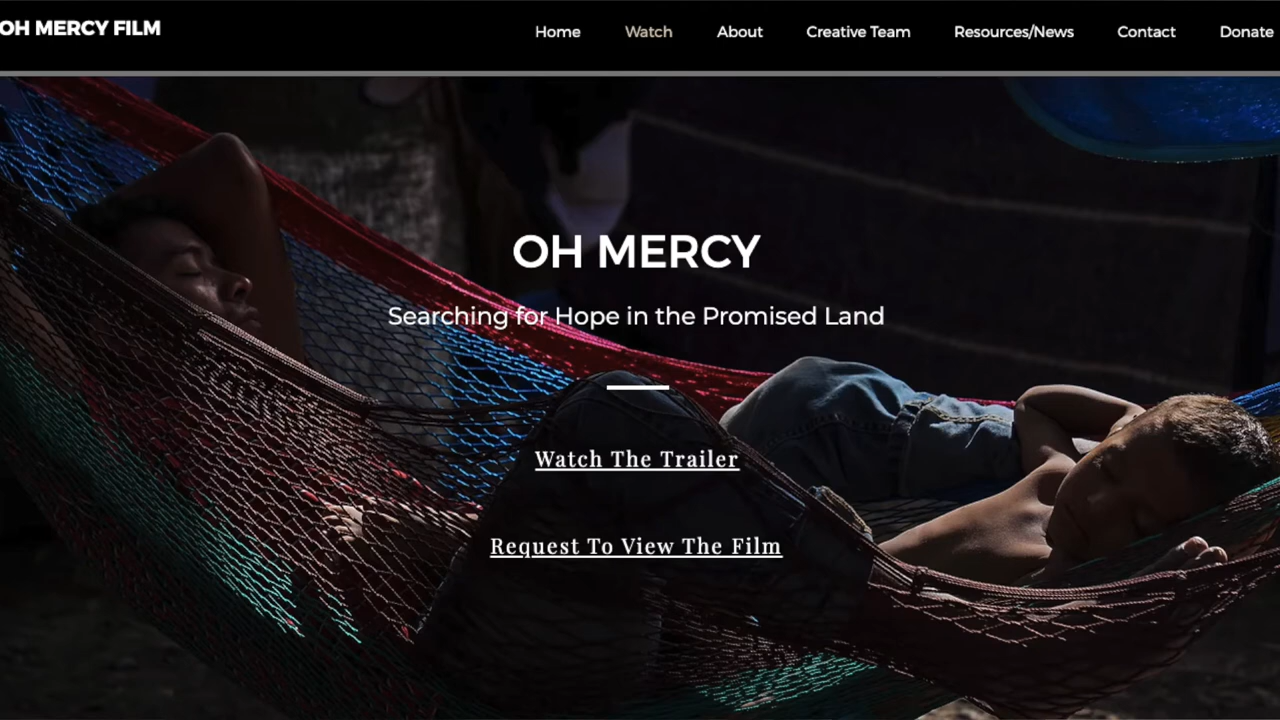 OH MERCY FILM
Home Watch About Creative Team Resources/News Contact Donate
OH MERCY
Searching for Hope in the Promised Land
Watch The Trailer
Request To View The Film